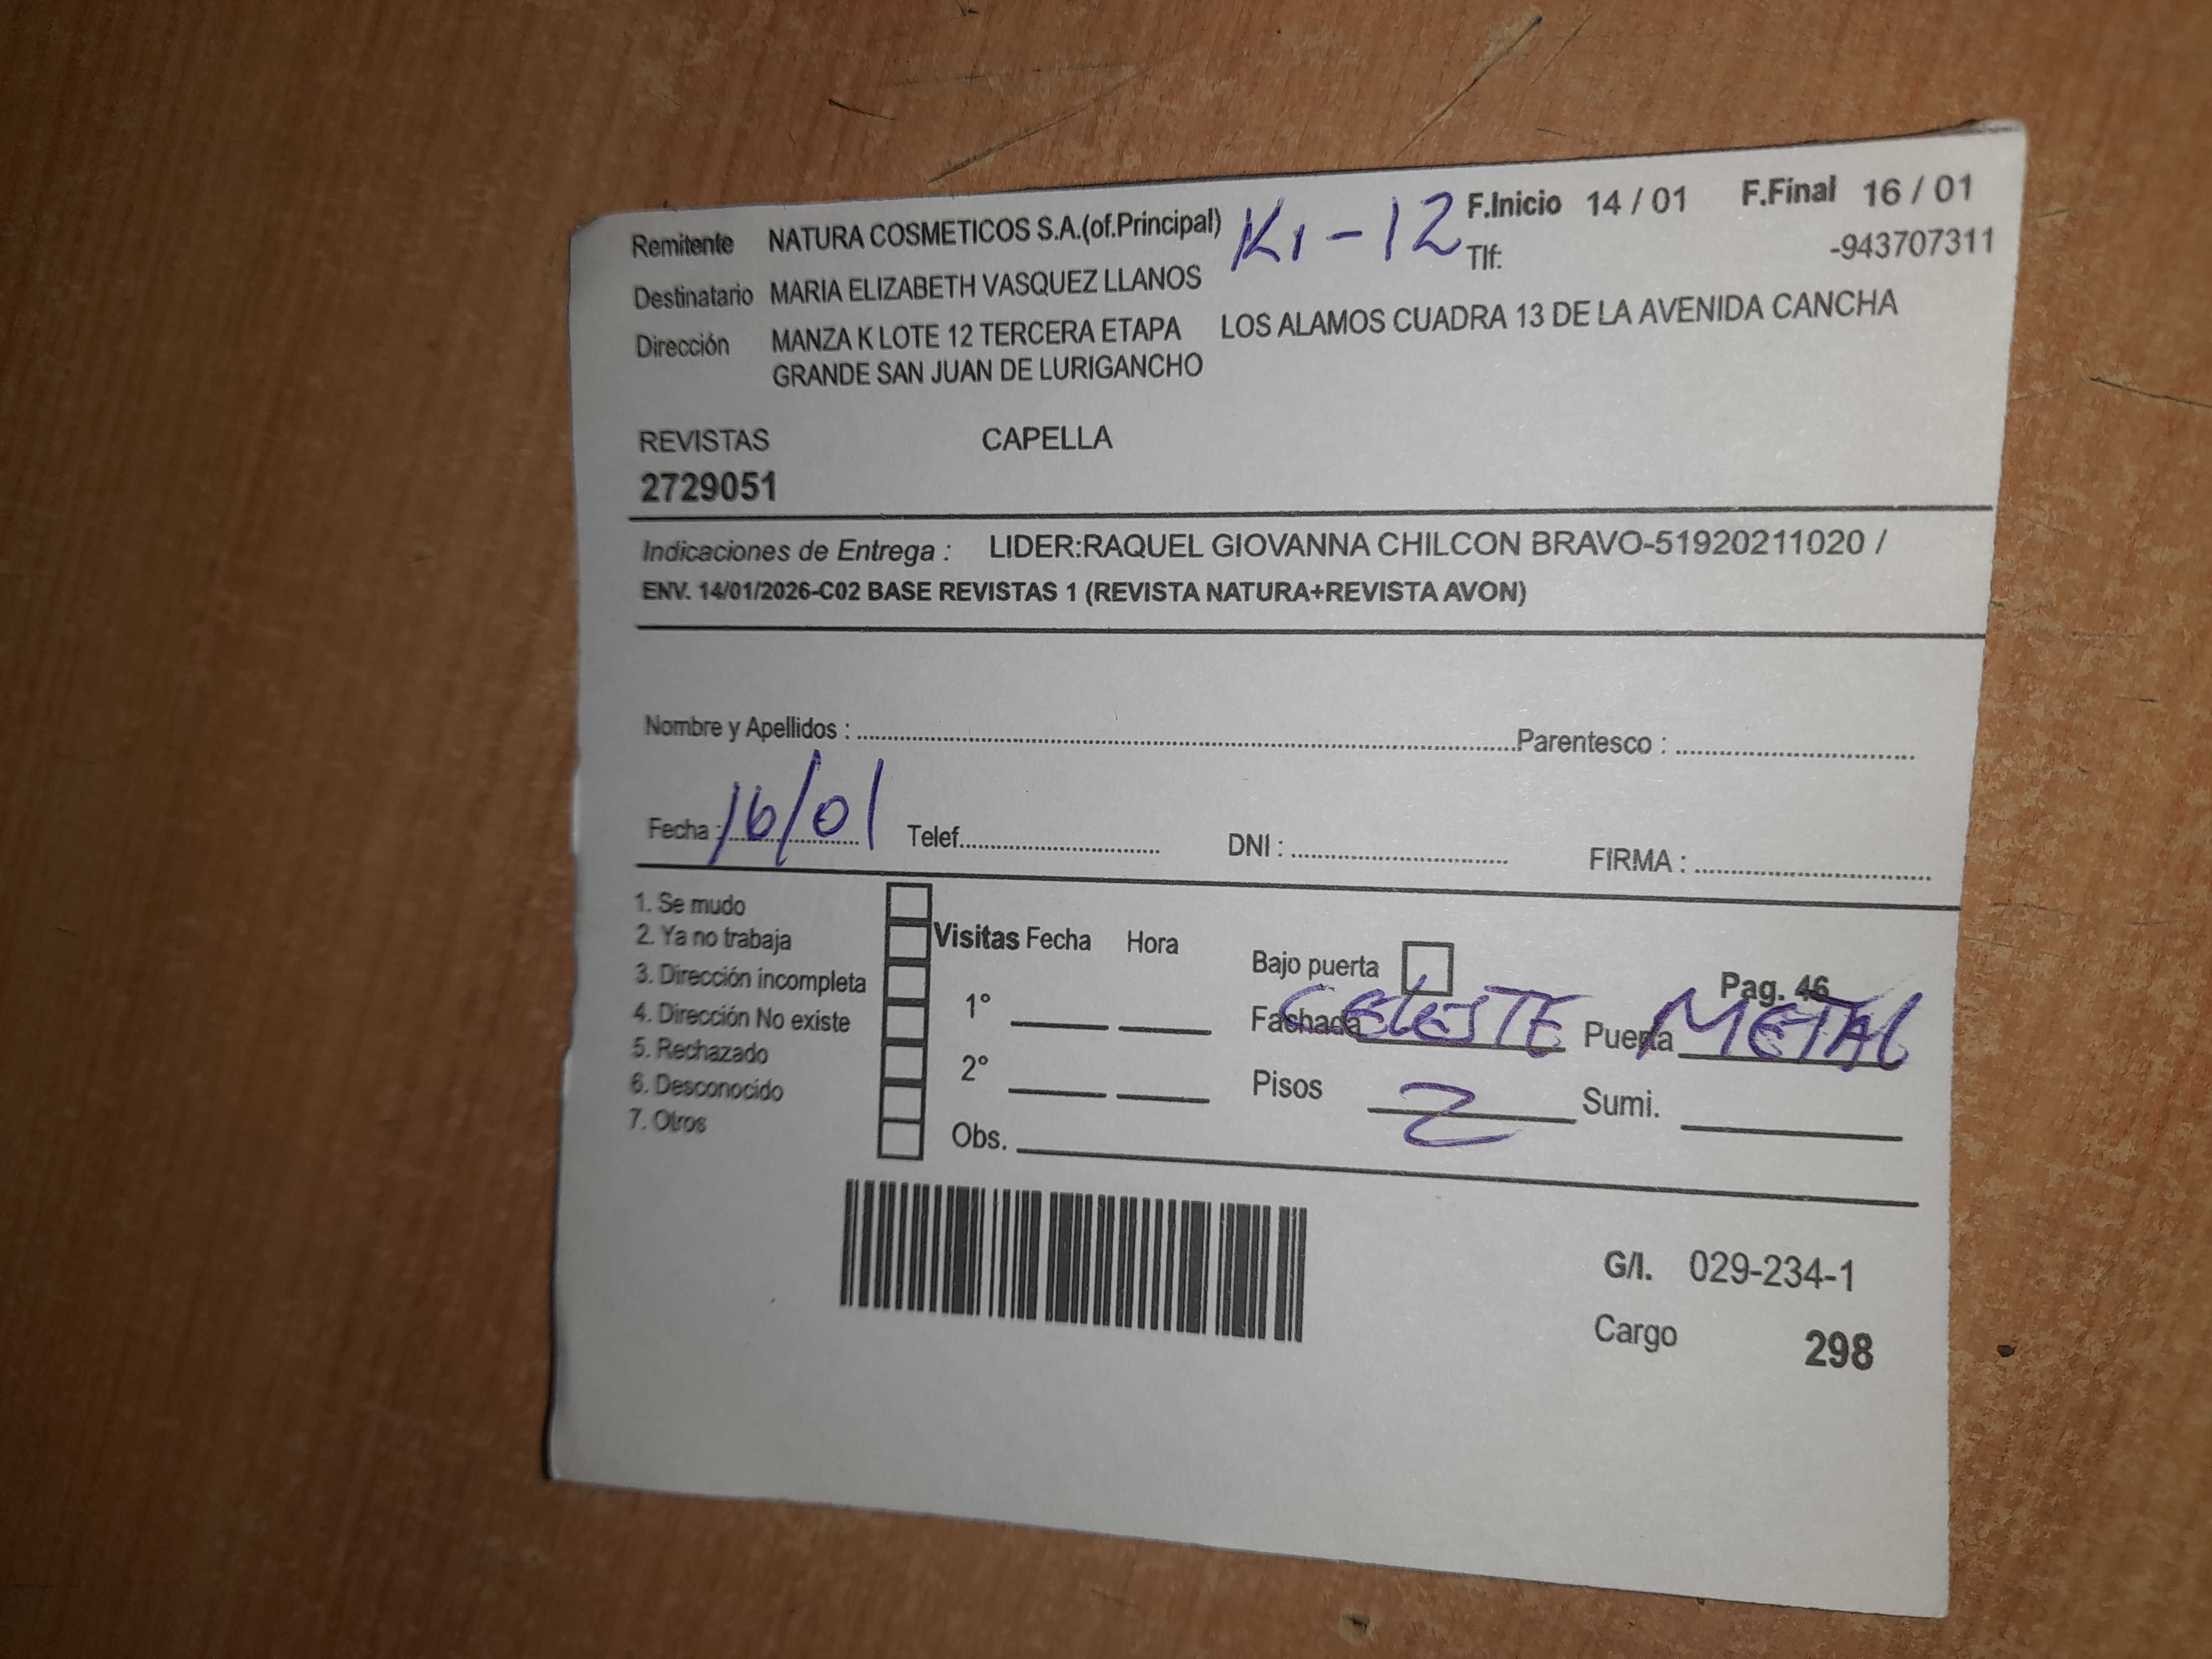 Remitente NATURA COSMETICOS S.A.(of.Principal) K1-12 F.Inicio 14 / 01 F.Final 16 / 01
Tlf: -943707311
Destinatario MARIA ELIZABETH VASQUEZ LLANOS
Dirección MANZA K LOTE 12 TERCERA ETAPA LOS ALAMOS CUADRA 13 DE LA AVENIDA CANCHA
GRANDE SAN JUAN DE LURIGANCHO
REVISTAS CAPELLA
2729051
Indicaciones de Entrega : LIDER:RAQUEL GIOVANNA CHILCON BRAVO-51920211020 /
ENV. 14/01/2026-C02 BASE REVISTAS 1 (REVISTA NATURA+REVISTA AVON)
Nombre y Apellidos : Parentesco :
Fecha : 16/01 Telef. DNI : FIRMA :
1. Se mudo
2. Ya no trabaja
3. Dirección incompleta
4. Dirección No existe
5. Rechazado
6. Desconocido
7. Otros
Visitas Fecha Hora
1°
2°
Obs.
Bajo puerta Pag. 46
Fachada CELESTE Puerta METAL
Pisos 2 Sumi.
G/I. 029-234-1
Cargo 298